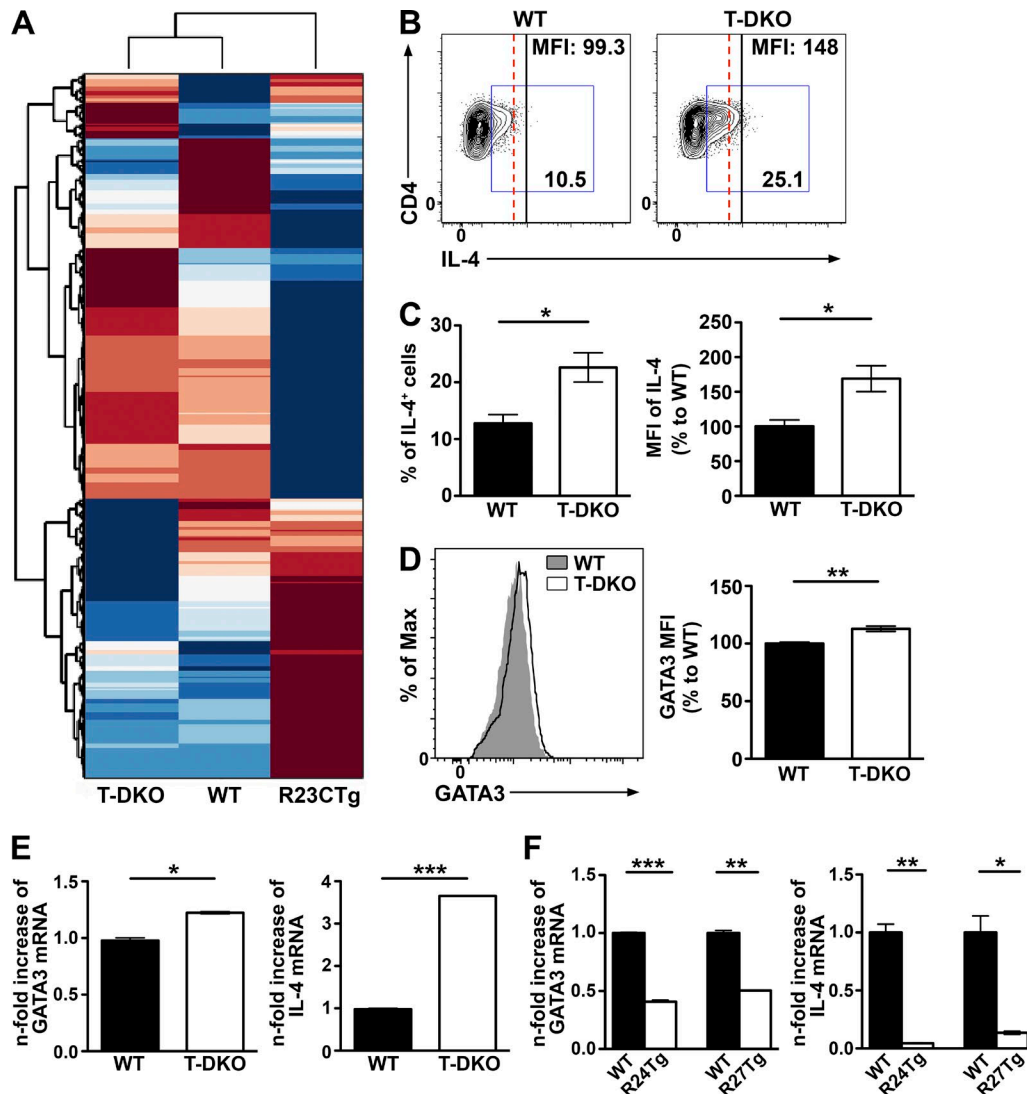 A
T-DKO WT R23CTg
B
WT T-DKO
MFI: 99.3 MFI: 148
10.5 25.1
CD4
0 0
0 0
IL-4
C
% of IL-4+ cells
30
20
10
0
WT T-DKO
*
MFI of IL-4
(% to WT)
250
200
150
100
50
0
WT T-DKO
*
D
WT
T-DKO
% of Max
0
0
GATA3
GATA3 MFI
(% to WT)
150
100
50
0
WT T-DKO
**
E
n-fold increase of
GATA3 mRNA
1.5
1.0
0.5
0.0
WT T-DKO
*
n-fold increase of
IL-4 mRNA
4
3
2
1
0
WT T-DKO
***
F
n-fold increase of
GATA3 mRNA
1.5
1.0
0.5
0.0
*** **
WT R24Tg WT R27Tg
n-fold increase of
IL-4 mRNA
1.5
1.0
0.5
0.0
** *
WT R24Tg WT R27Tg